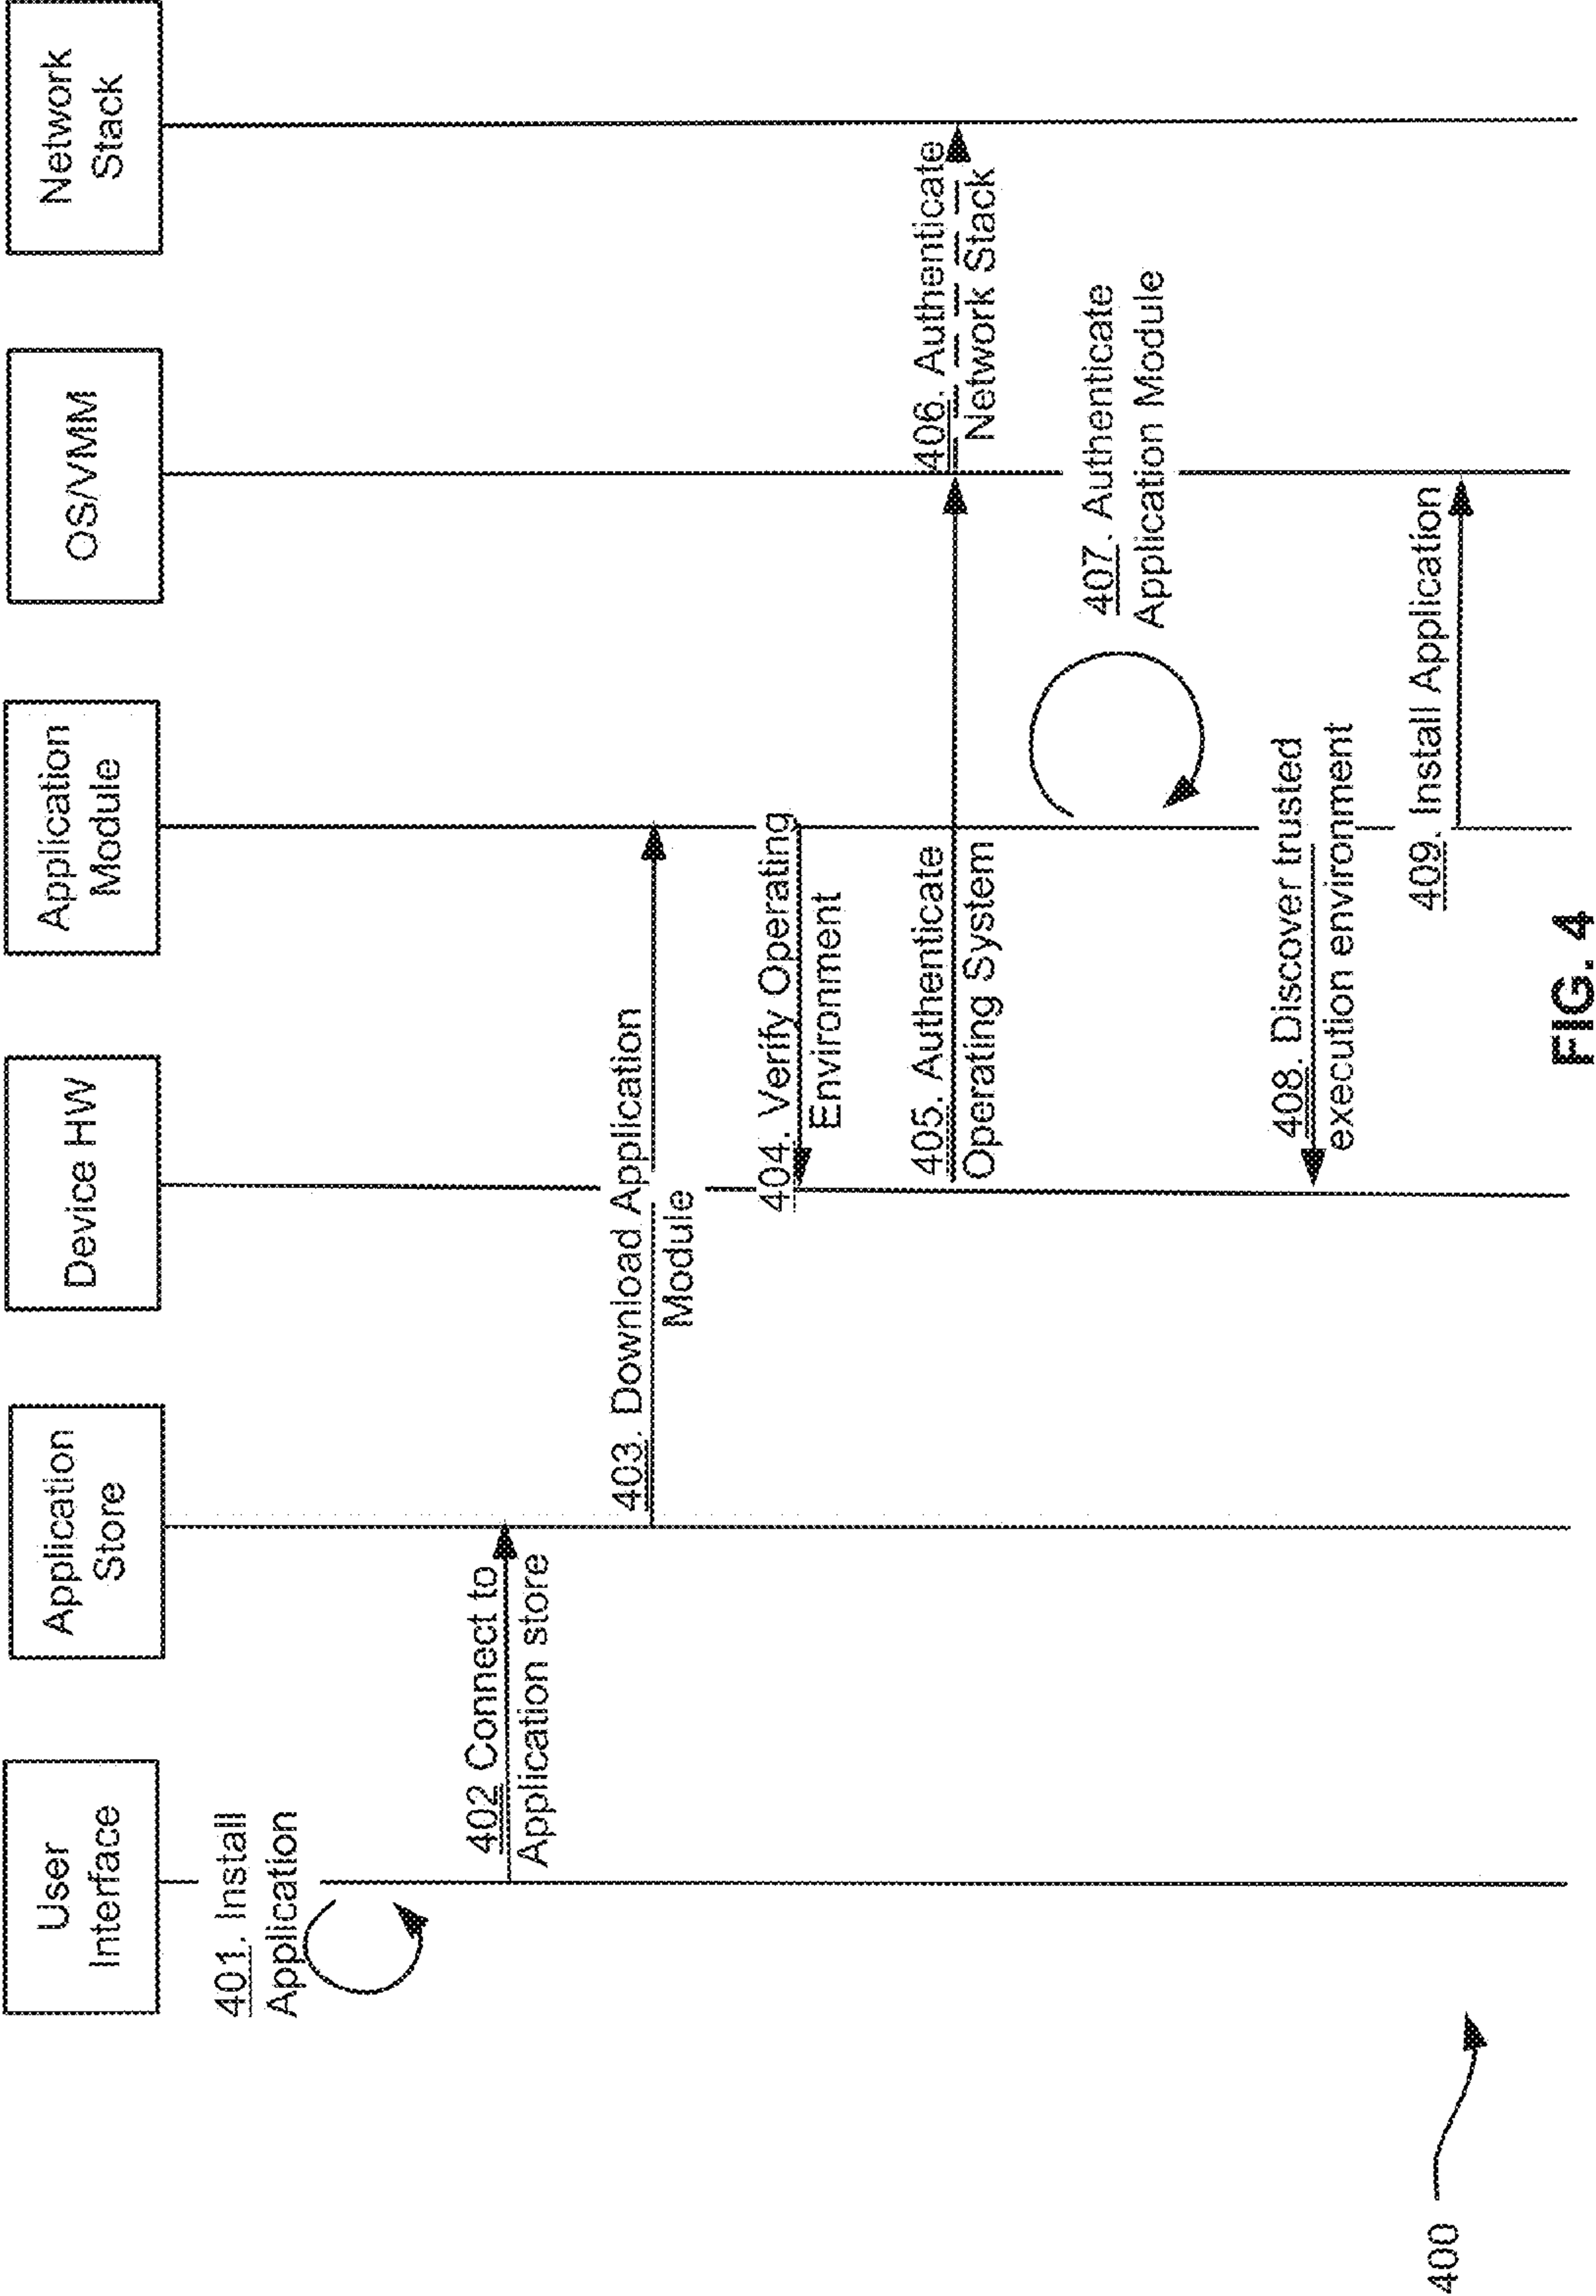 User
Interface
Application
Store
Device HW
Application
Module
OS/VMM
Network
Stack
401. Install
Application
402 Connect to
Application store
403. Download Application
Module
404. Verify Operating
Environment
405. Authenticate
Operating System
406. Authenticate
Network Stack
407. Authenticate
Application Module
408. Discover trusted
execution environment
409. Install Application
400
FIG. 4